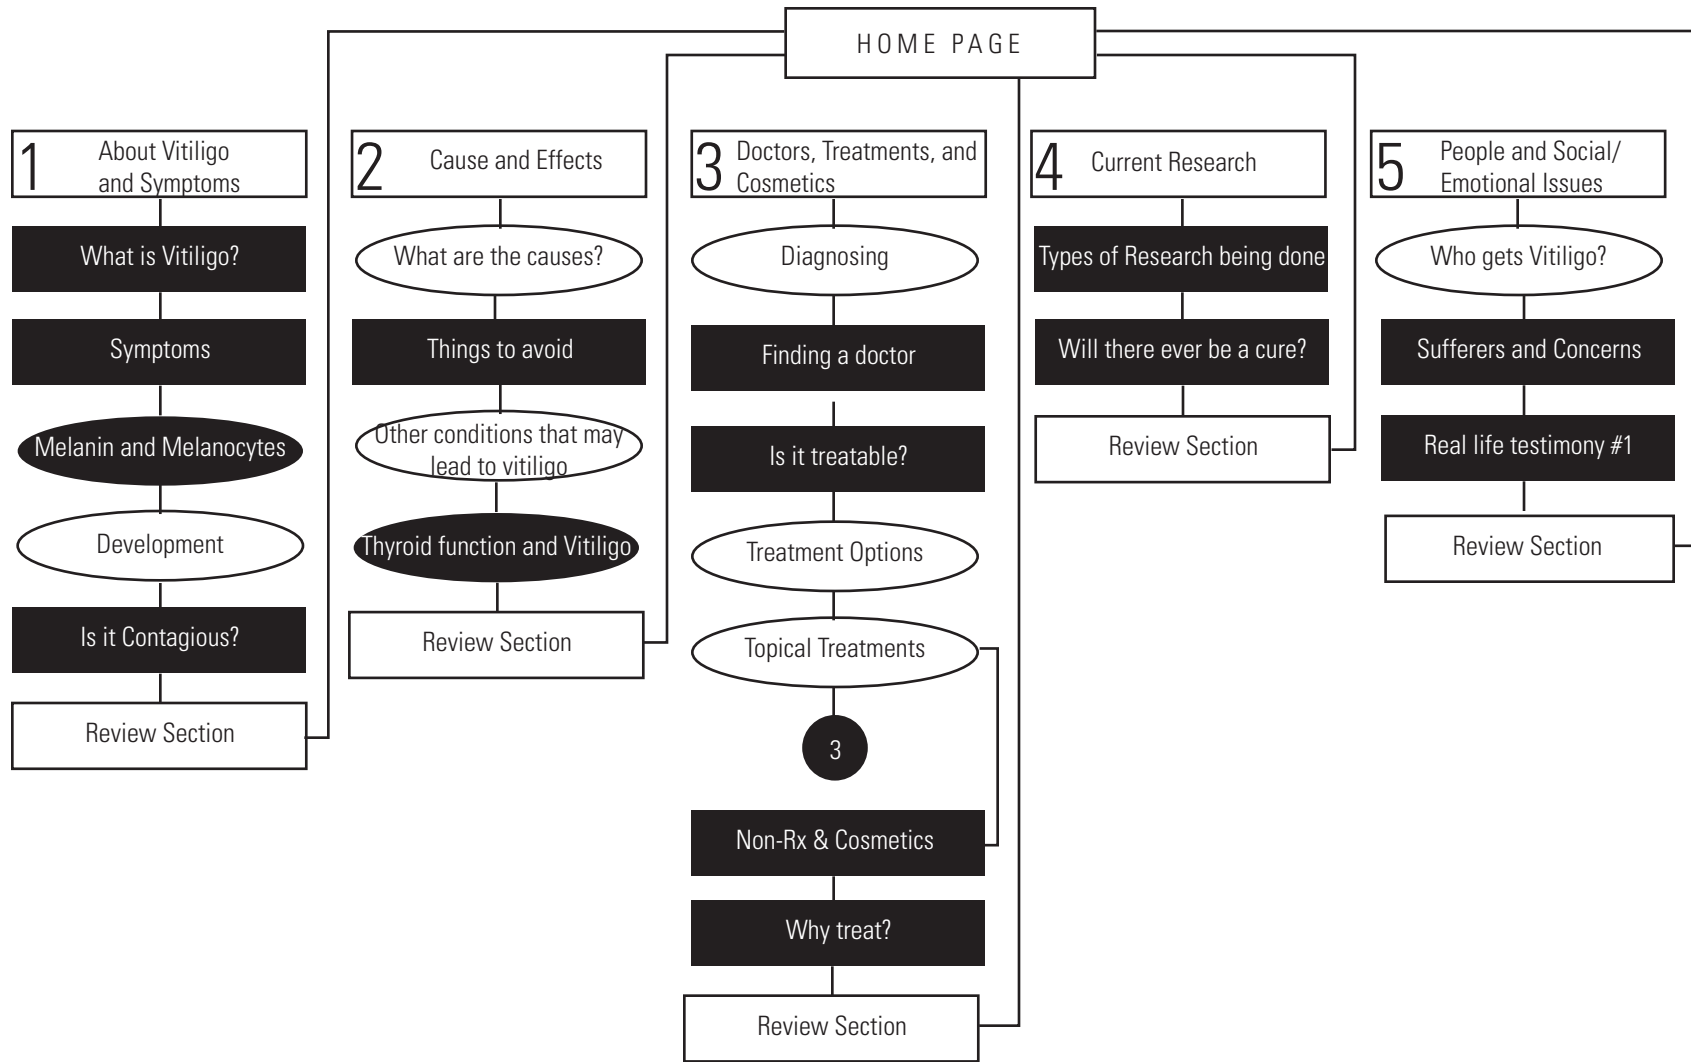 HOME PAGE
1
About Vitiligo
and Symptoms
What is Vitiligo?
Symptoms
Melanin and Melanocytes
Development
Is it Contagious?
Review Section
2
Cause and Effects
What are the causes?
Things to avoid
Other conditions that may
lead to vitiligo
Thyroid function and Vitiligo
Review Section
3
Doctors, Treatments, and
Cosmetics
Diagnosing
Finding a doctor
Is it treatable?
Treatment Options
Topical Treatments
3
Non-Rx & Cosmetics
Why treat?
Review Section
4
Current Research
Types of Research being done
Will there ever be a cure?
Review Section
5
People and Social/
Emotional Issues
Who gets Vitiligo?
Sufferers and Concerns
Real life testimony #1
Review Section